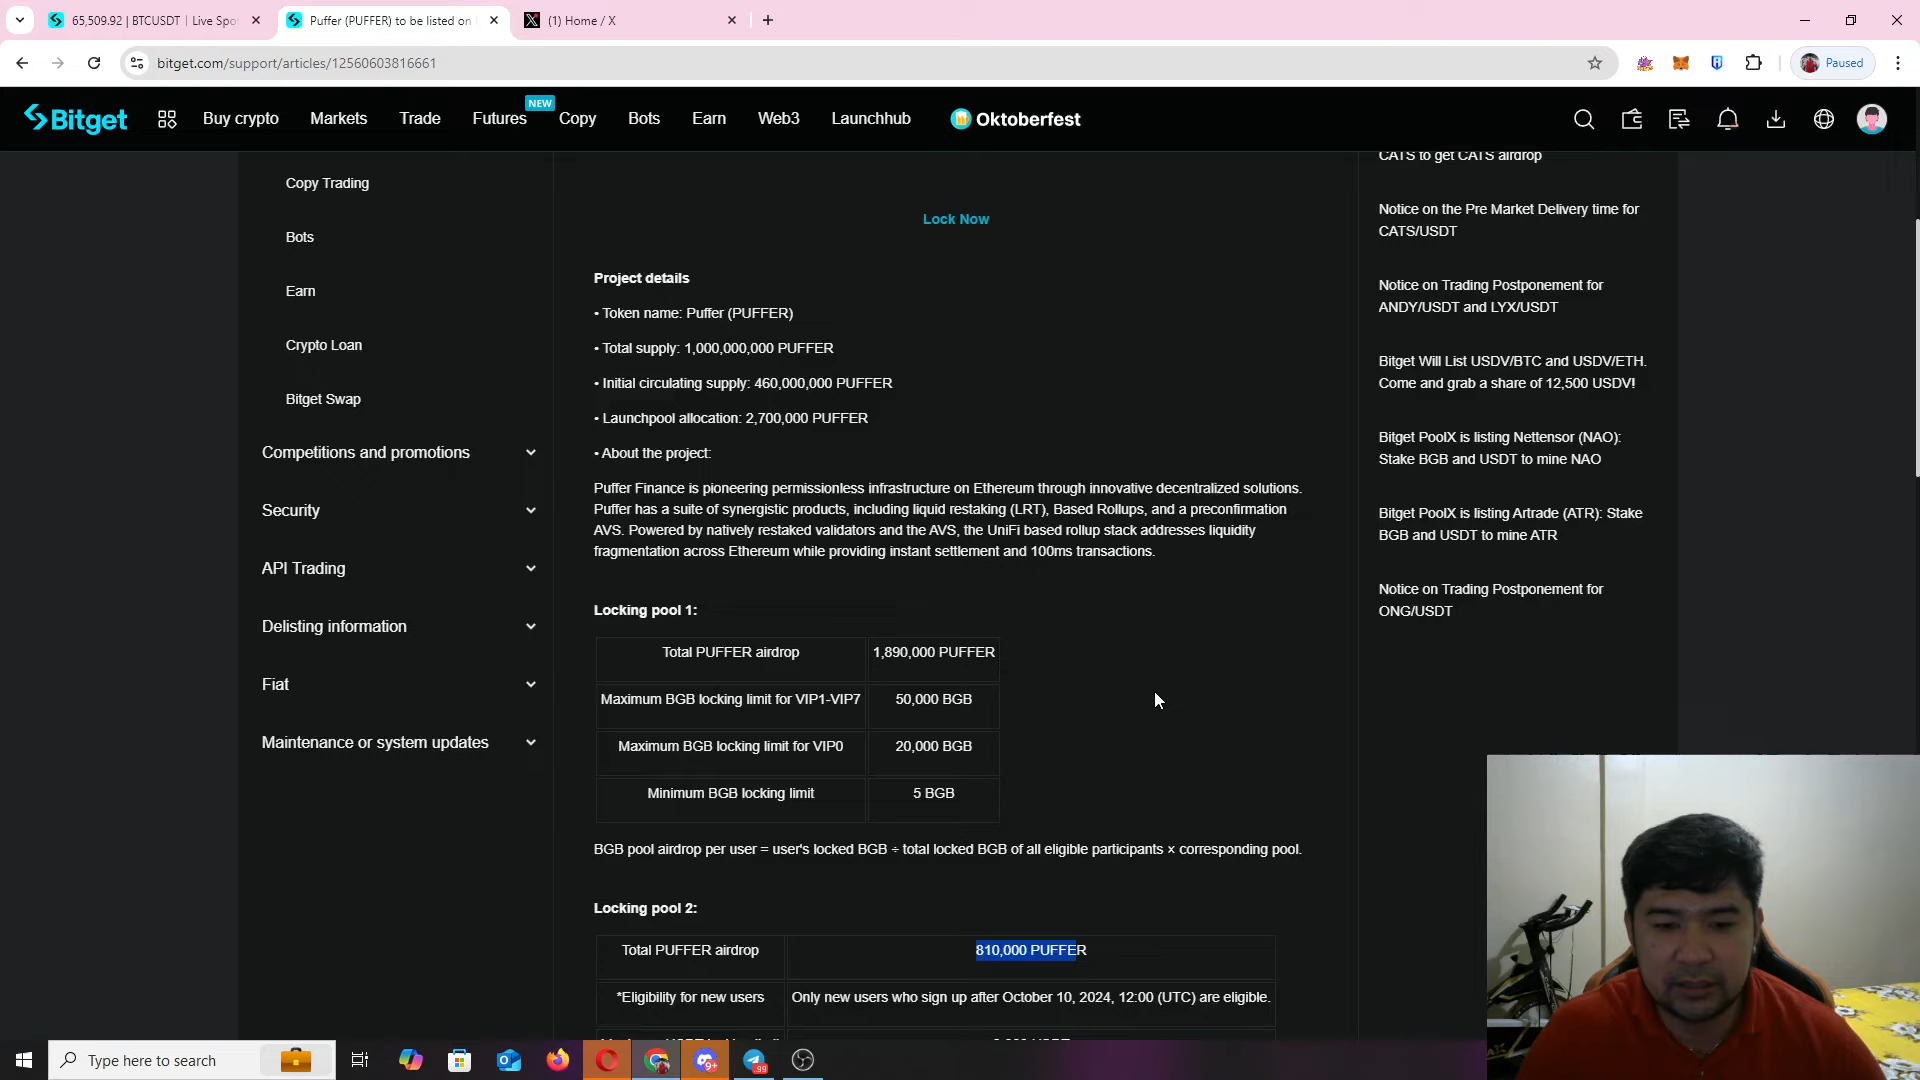 65,509.92 | BTCUSDT | Live Spo
Puffer (PUFFER) to be listed on
(1) Home / X
bitget.com/support/articles/12560603816661
Paused
Bitget
Buy crypto
Markets
Trade
Futures
NEW
Copy
Bots
Earn
Web3
Launchhub
Oktoberfest
Copy Trading
Bots
Earn
Crypto Loan
Bitget Swap
Competitions and promotions
Security
API Trading
Delisting information
Fiat
Maintenance or system updates
Lock Now
Project details
• Token name: Puffer (PUFFER)
• Total supply: 1,000,000,000 PUFFER
• Initial circulating supply: 460,000,000 PUFFER
• Launchpool allocation: 2,700,000 PUFFER
• About the project:
Puffer Finance is pioneering permissionless infrastructure on Ethereum through innovative decentralized solutions.
Puffer has a suite of synergistic products, including liquid restaking (LRT), Based Rollups, and a preconfirmation
AVS. Powered by natively restaked validators and the AVS, the UniFi based rollup stack addresses liquidity
fragmentation across Ethereum while providing instant settlement and 100ms transactions.
Locking pool 1:
Total PUFFER airdrop 1,890,000 PUFFER
Maximum BGB locking limit for VIP1-VIP7 50,000 BGB
Maximum BGB locking limit for VIP0 20,000 BGB
Minimum BGB locking limit 5 BGB
BGB pool airdrop per user = user's locked BGB ÷ total locked BGB of all eligible participants × corresponding pool.
Locking pool 2:
Total PUFFER airdrop 810,000 PUFFER
*Eligibility for new users Only new users who sign up after October 10, 2024, 12:00 (UTC) are eligible.
CATS to get CATS airdrop
Notice on the Pre Market Delivery time for
CATS/USDT
Notice on Trading Postponement for
ANDY/USDT and LYX/USDT
Bitget Will List USDV/BTC and USDV/ETH.
Come and grab a share of 12,500 USDV!
Bitget PoolX is listing Nettensor (NAO):
Stake BGB and USDT to mine NAO
Bitget PoolX is listing Artrade (ATR): Stake
BGB and USDT to mine ATR
Notice on Trading Postponement for
ONG/USDT
Type here to search
9+
99